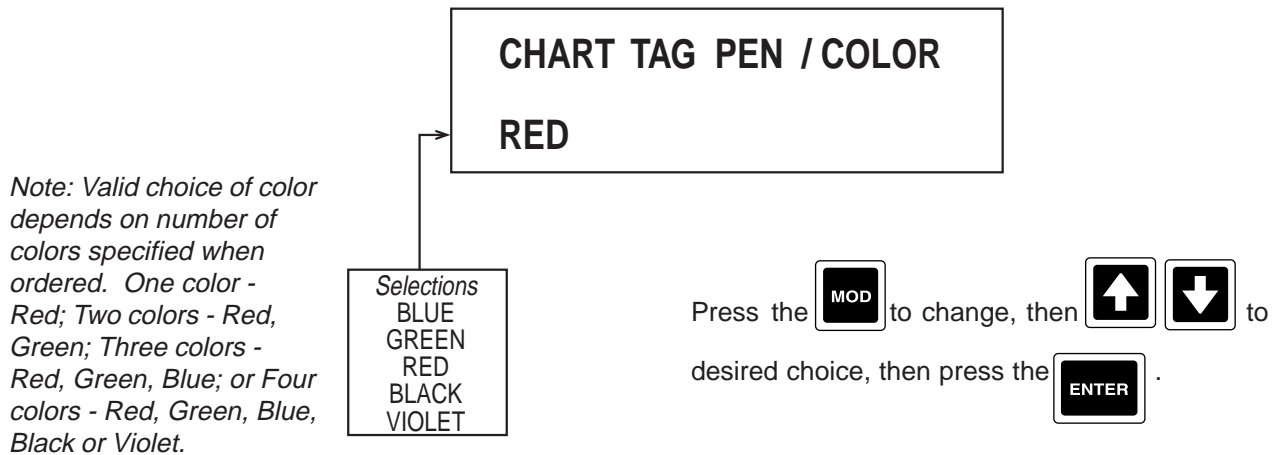 CHART TAG PEN / COLOR
RED
Note: Valid choice of color
depends on number of
colors specified when
ordered. One color -
Red; Two colors - Red,
Green; Three colors -
Red, Green, Blue; or Four
colors - Red, Green, Blue,
Black or Violet.
Selections
BLUE
GREEN
RED
BLACK
VIOLET
Press the MOD to change, then to
desired choice, then press the ENTER .